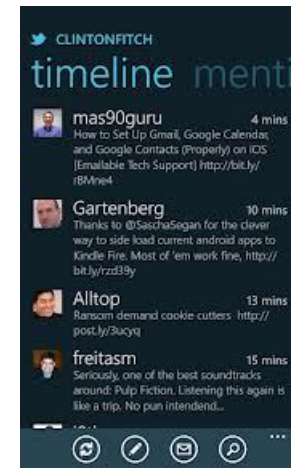 CLINTONFITCH
timeline menti
mas90guru 4 mins
How to Set Up Gmail, Google Calendar,
and Google Contacts (Properly) on iOS
[Emailable Tech Support] http://bit.ly/
rBMne4
Gartenberg 10 mins
Thanks to @SaschaSegan for the clever
way to side load current android apps to
Kindle Fire. Most of 'em work fine, http://
bit.ly/rzd39y
Alltop 13 mins
Ransom demand cookie cutters http://
post.ly/3ucyq
freitasm 15 mins
Seriously, one of the best soundtracks
around: Pulp Fiction. Listening this again is
like a trip. No pun intendend...